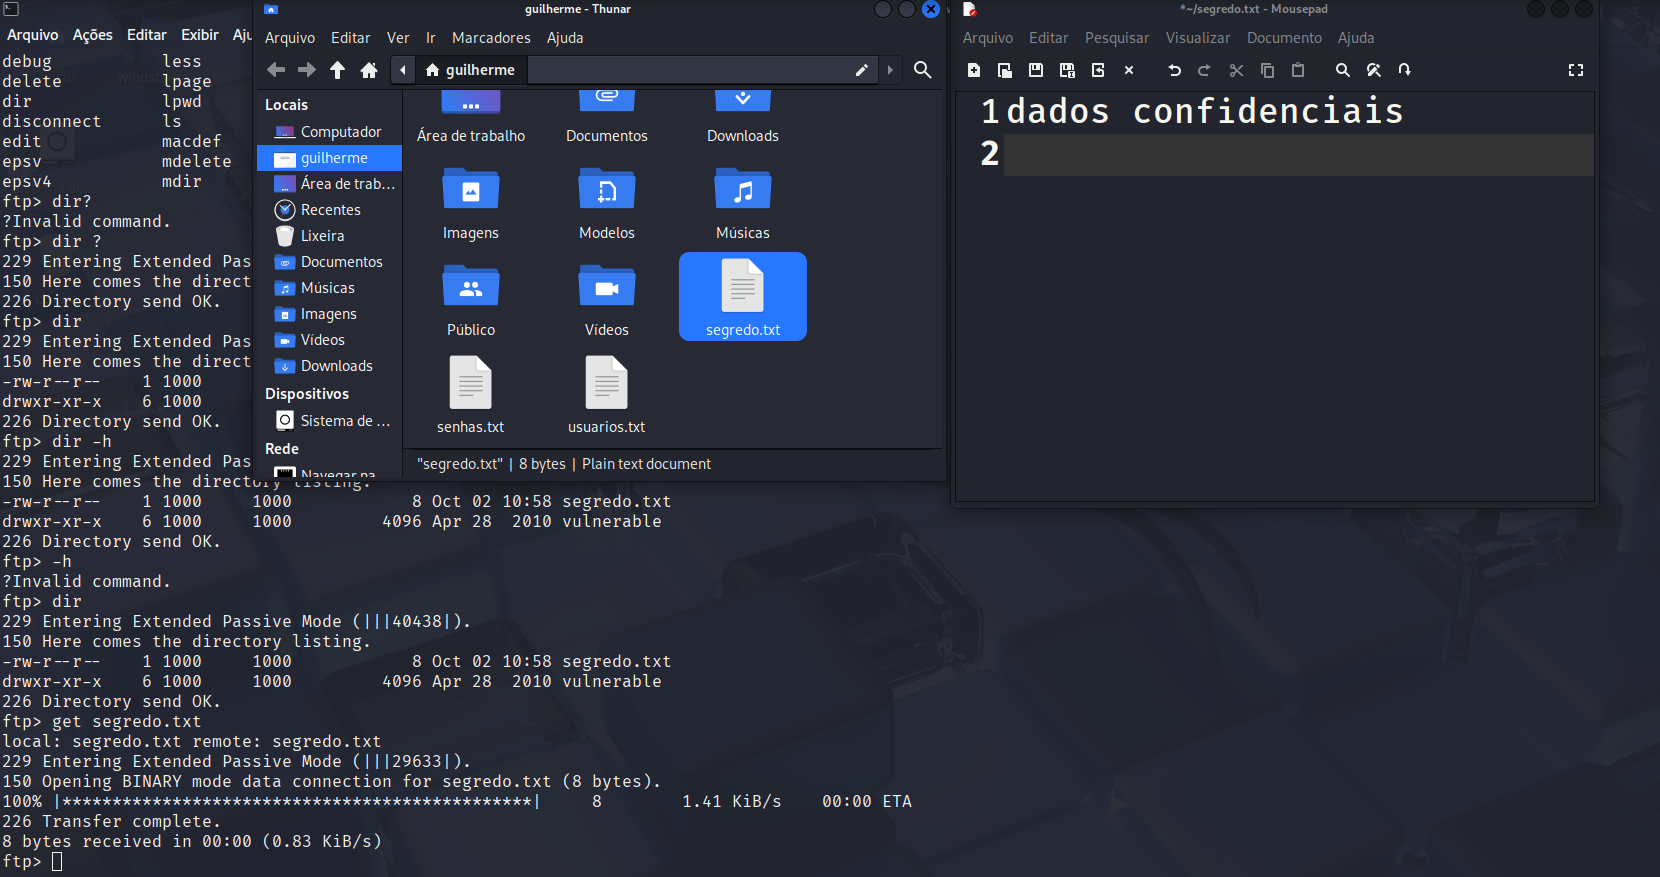 Arquivo Ações Editar Exibir Aju
debug less
delete lpage
dir lpwd
disconnect ls
edit macdef
epsv mdelete
epsv4 mdir
ftp> dir?
?Invalid command.
ftp> dir ?
229 Entering Extended Pas
150 Here comes the direct
226 Directory send OK.
ftp> dir
229 Entering Extended Pas
150 Here comes the direct
-rw-r--r-- 1 1000
drwxr-xr-x 6 1000
226 Directory send OK.
ftp> dir -h
229 Entering Extended Pas
150 Here comes the directory listing.
-rw-r--r-- 1 1000 1000 8 Oct 02 10:58 segredo.txt
drwxr-xr-x 6 1000 1000 4096 Apr 28 2010 vulnerable
226 Directory send OK.
ftp> -h
?Invalid command.
ftp> dir
229 Entering Extended Passive Mode (|||40438|).
150 Here comes the directory listing.
-rw-r--r-- 1 1000 1000 8 Oct 02 10:58 segredo.txt
drwxr-xr-x 6 1000 1000 4096 Apr 28 2010 vulnerable
226 Directory send OK.
ftp> get segredo.txt
local: segredo.txt remote: segredo.txt
229 Entering Extended Passive Mode (|||29633|).
150 Opening BINARY mode data connection for segredo.txt (8 bytes).
100% |***********************************************| 8 1.41 KiB/s 00:00 ETA
226 Transfer complete.
8 bytes received in 00:00 (0.83 KiB/s)
ftp>
guilherme - Thunar
Arquivo Editar Ver Ir Marcadores Ajuda
guilherme
Locais
Computador
guilherme
Área de trab...
Recentes
Lixeira
Documentos
Músicas
Imagens
Vídeos
Downloads
Dispositivos
Sistema de ...
Rede
Navegar na
Área de trabalho Documentos Downloads
Imagens Modelos Músicas
Público Vídeos segredo.txt
senhas.txt usuarios.txt
"segredo.txt" | 8 bytes | Plain text document
*~/segredo.txt - Mousepad
Arquivo Editar Pesquisar Visualizar Documento Ajuda
1 dados confidenciais
2